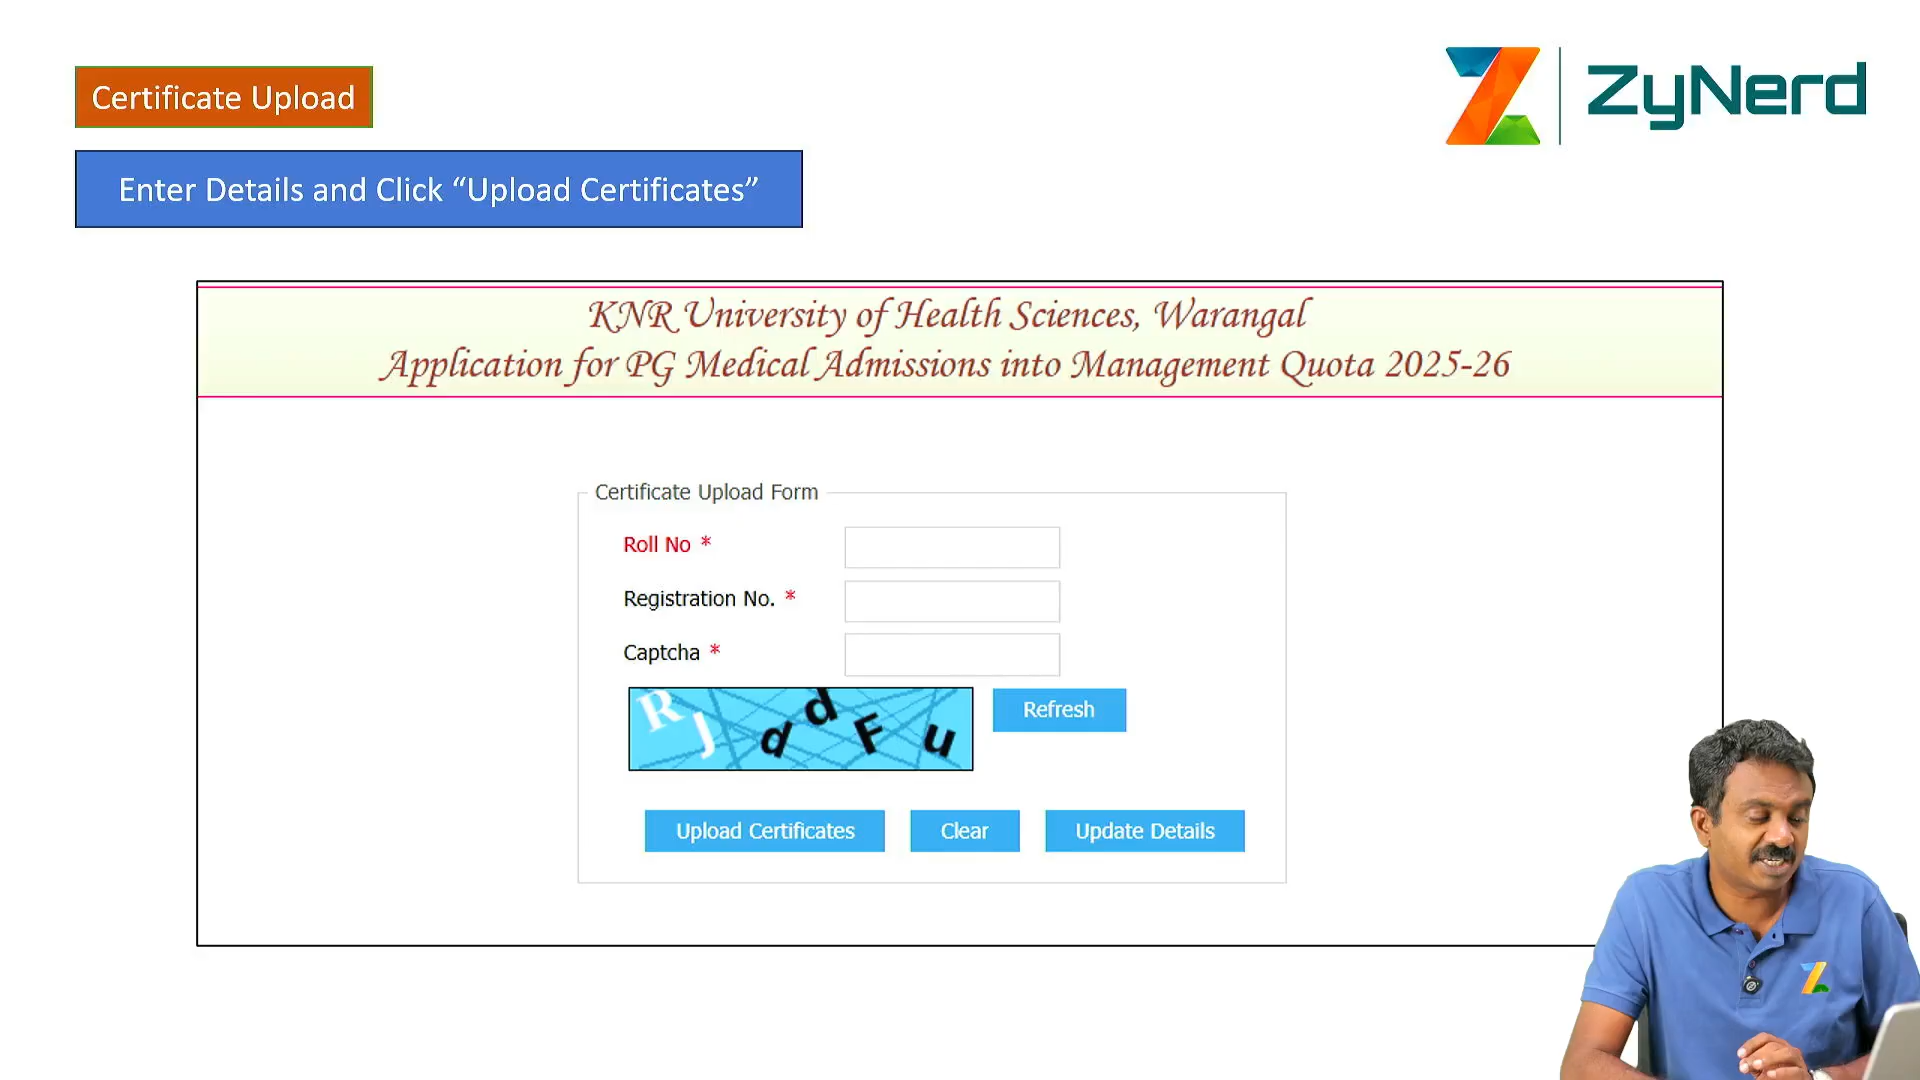 Certificate Upload
ZyNerd
Enter Details and Click “Upload Certificates”
KNR University of Health Sciences, Warangal
Application for PG Medical Admissions into Management Quota 2025-26
Certificate Upload Form
Roll No *
Registration No. *
Captcha *
R J d d F u
Refresh
Upload Certificates
Clear
Update Details